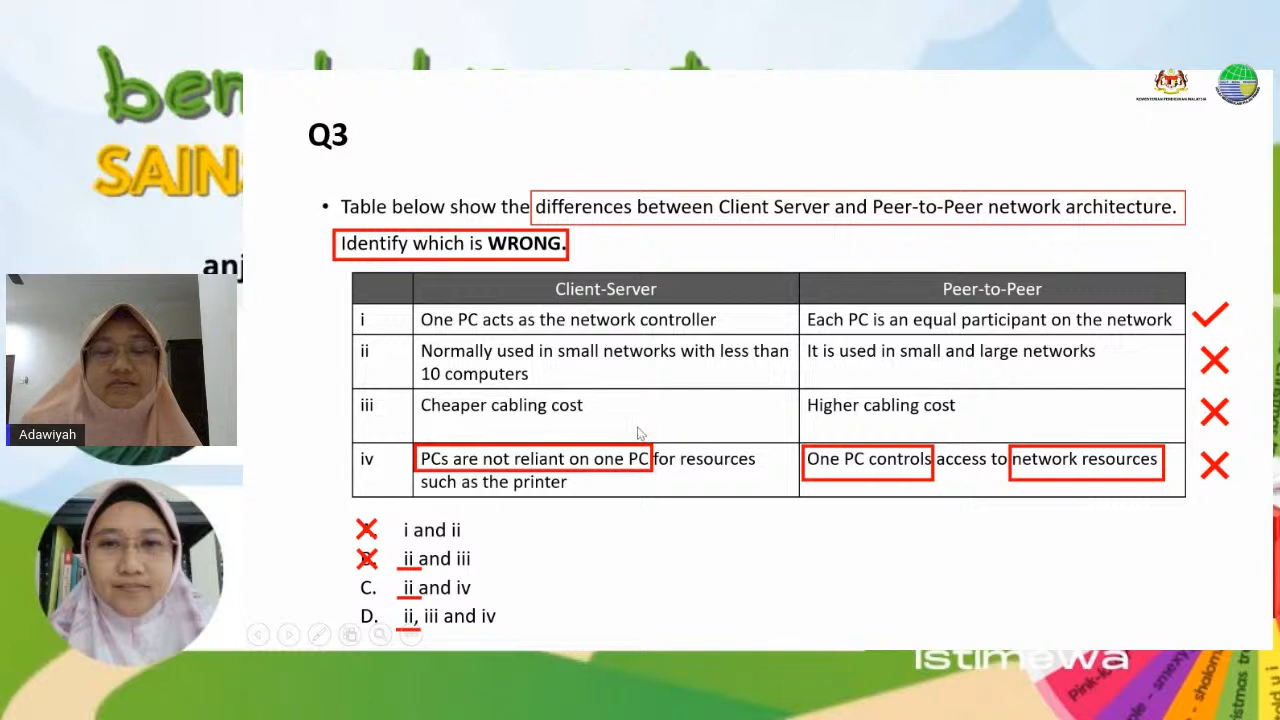 SAINS
anj
KEMENTERIAN PENDIDIKAN MALAYSIA
Q3
• Table below show the differences between Client Server and Peer-to-Peer network architecture.
Identify which is WRONG.
Client-Server Peer-to-Peer
i One PC acts as the network controller Each PC is an equal participant on the network
ii Normally used in small networks with less than It is used in small and large networks
10 computers
iii Cheaper cabling cost Higher cabling cost
iv PCs are not reliant on one PC for resources One PC controls access to network resources
such as the printer
Adawiyah
A. i and ii
B. ii and iii
C. ii and iv
D. ii, iii and iv
istimewa